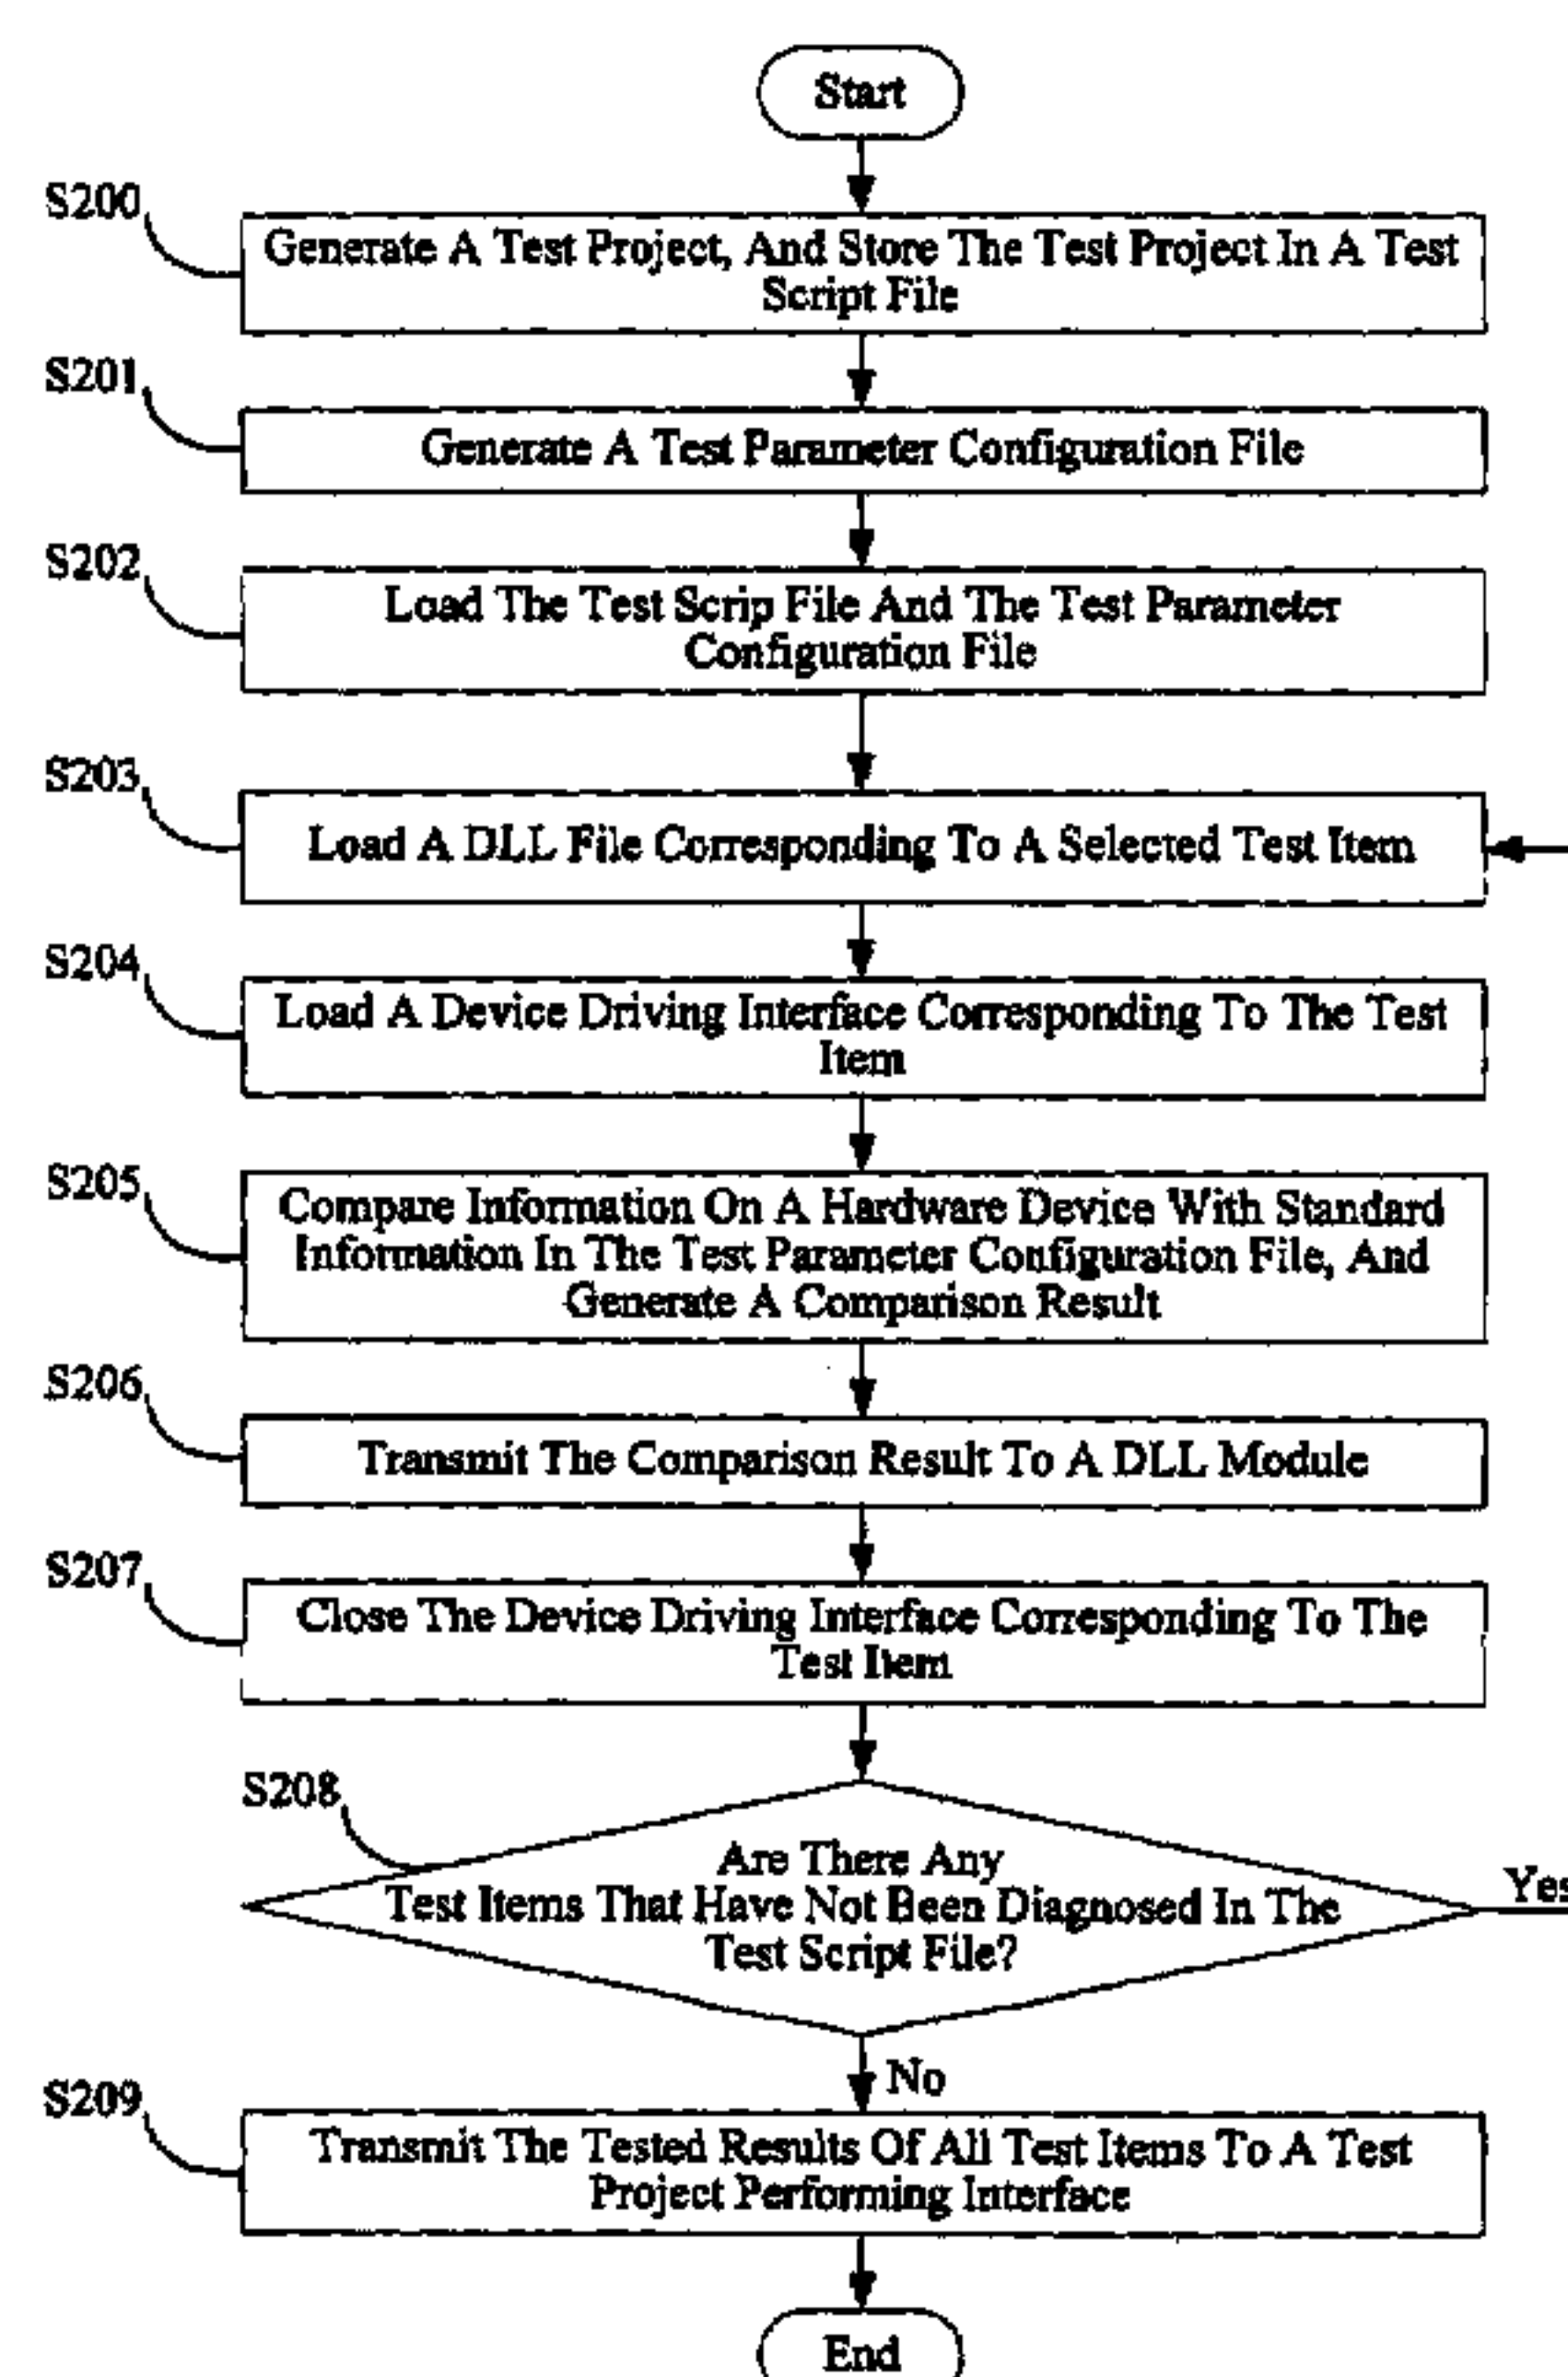 Start
S200
Generate A Test Project, And Store The Test Project In A Test
Script File
S201
Generate A Test Parameter Configuration File
S202
Load The Test Scrip File And The Test Parameter
Configuration File
S203
Load A DLL File Corresponding To A Selected Test Item
S204
Load A Device Driving Interface Corresponding To The Test
Item
S205
Compare Information On A Hardware Device With Standard
Information In The Test Parameter Configuration File, And
Generate A Comparison Result
S206
Transmit The Comparison Result To A DLL Module
S207
Close The Device Driving Interface Corresponding To The
Test Item
S208
Are There Any
Test Items That Have Not Been Diagnosed In The
Test Script File?
Yes
No
S209
Transmit The Tested Results Of All Test Items To A Test
Project Performing Interface
End